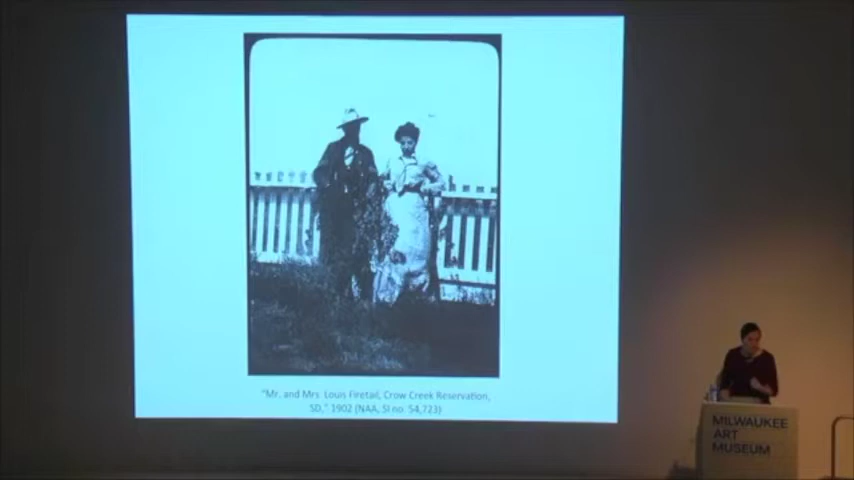 "Mr. and Mrs. Louis Firetail, Crow Creek Reservation,
SD," 1902 (NAA, SI no. 54,723)
MILWAUKEE
ART
MUSEUM